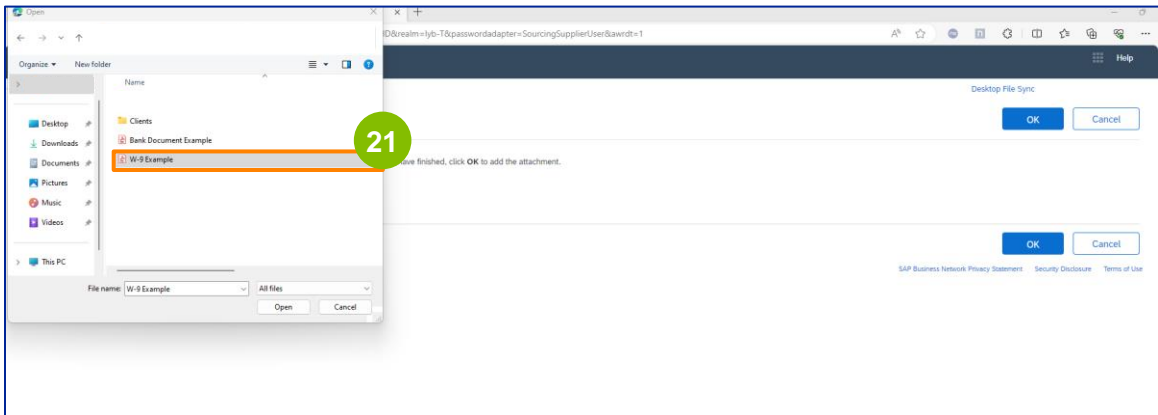 Open
D&realm=lyb-T&passwordadapter=SourcingSupplierUser&awrdt=1
Organize
New folder
Help
Name
Desktop File Sync
Desktop
Clients
OK
Cancel
Downloads
Bank Document Example
21
Documents
W-9 Example
ave finished, click OK to add the attachment.
Pictures
Music
Videos
OK
Cancel
This PC
SAP Business Network Privacy Statement
Security Disclosure
Terms of Use
File name:
W-9 Example
All files
Open
Cancel